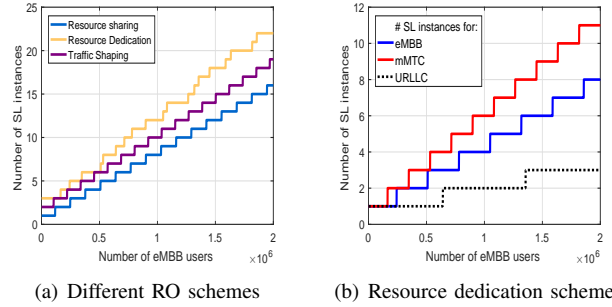 25
20
15
10
5
0
Number of SL instances
Resource sharing
Resource Dedication
Traffic Shaping
0 0.5 1 1.5 2
Number of eMBB users ×10^6
(a) Different RO schemes
12
10
8
6
4
2
0
Number of SL instances
# SL instances for:
eMBB
mMTC
URLLC
0 0.5 1 1.5 2
Number of eMBB users ×10^6
(b) Resource dedication scheme